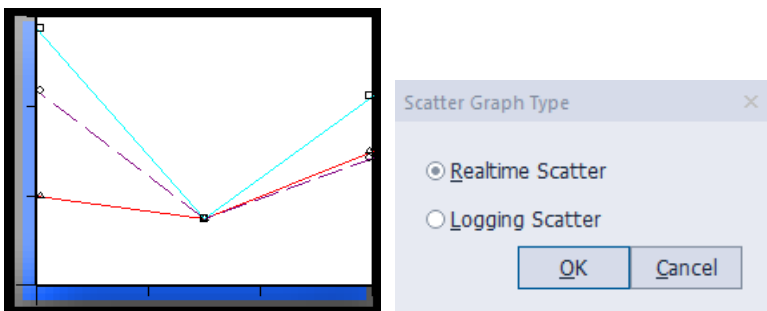 Scatter Graph Type
Realtime Scatter
Logging Scatter
OK
Cancel